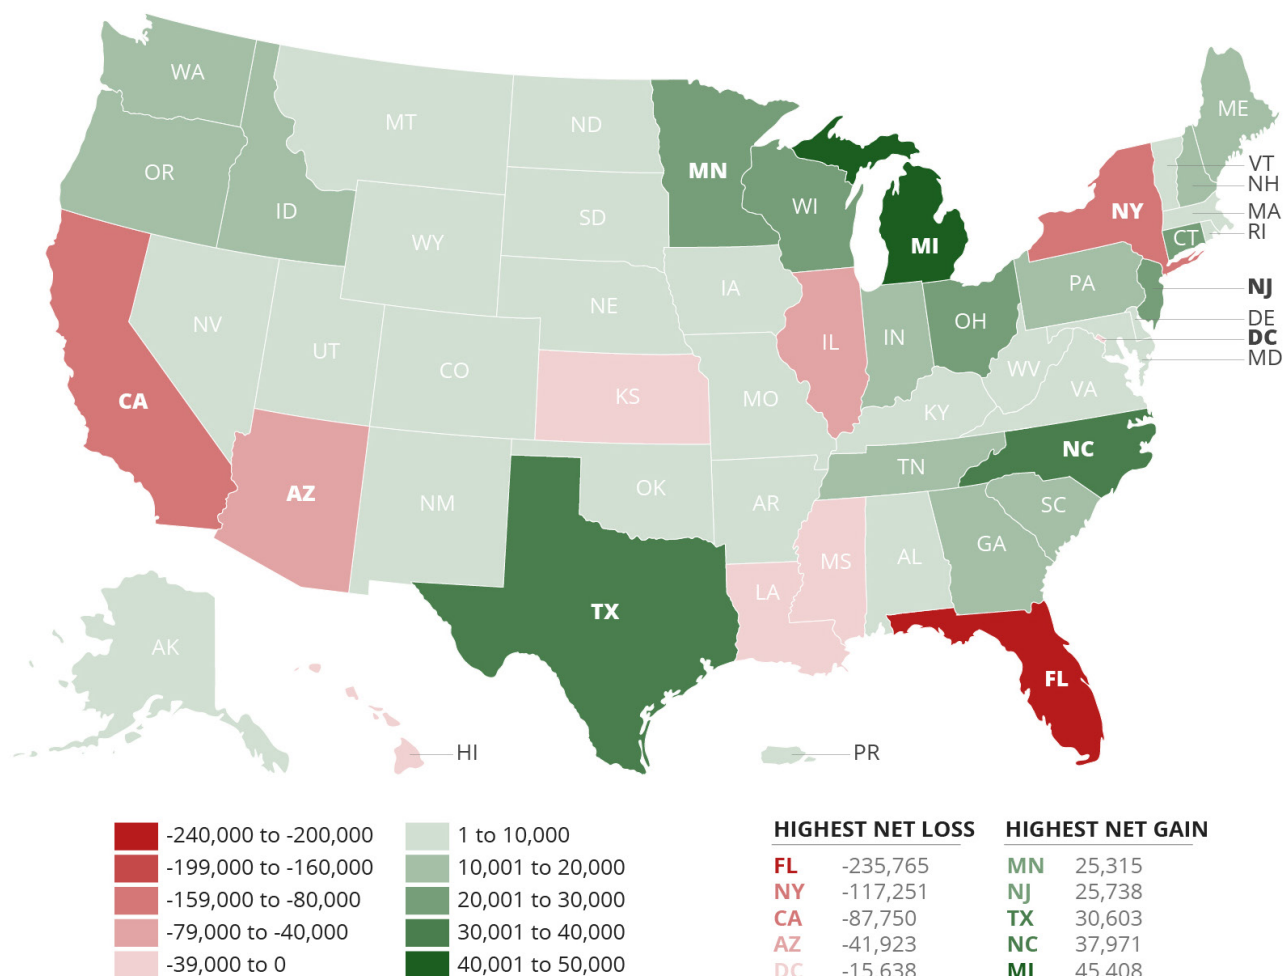 WA
ME
MT
ND
VT
OR
MN
NH
ID
WI
NY
MA
SD
RI
WY
MI
CT
IA
PA
NJ
NE
NV
OH
DE
UT
IL
IN
DC
CO
MD
WV
KS
MO
VA
CA
KY
NC
TN
AZ
OK
NM
AR
SC
GA
MS
AL
LA
TX
AK
FL
HI
PR
-240,000 to -200,000
-199,000 to -160,000
-159,000 to -80,000
-79,000 to -40,000
-39,000 to 0
1 to 10,000
10,001 to 20,000
20,001 to 30,000
30,001 to 40,000
40,001 to 50,000
HIGHEST NET LOSS
FL -235,765
NY -117,251
CA -87,750
AZ -41,923
DC -15,638
HIGHEST NET GAIN
MN 25,315
NJ 25,738
TX 30,603
NC 37,971
MI 45,408